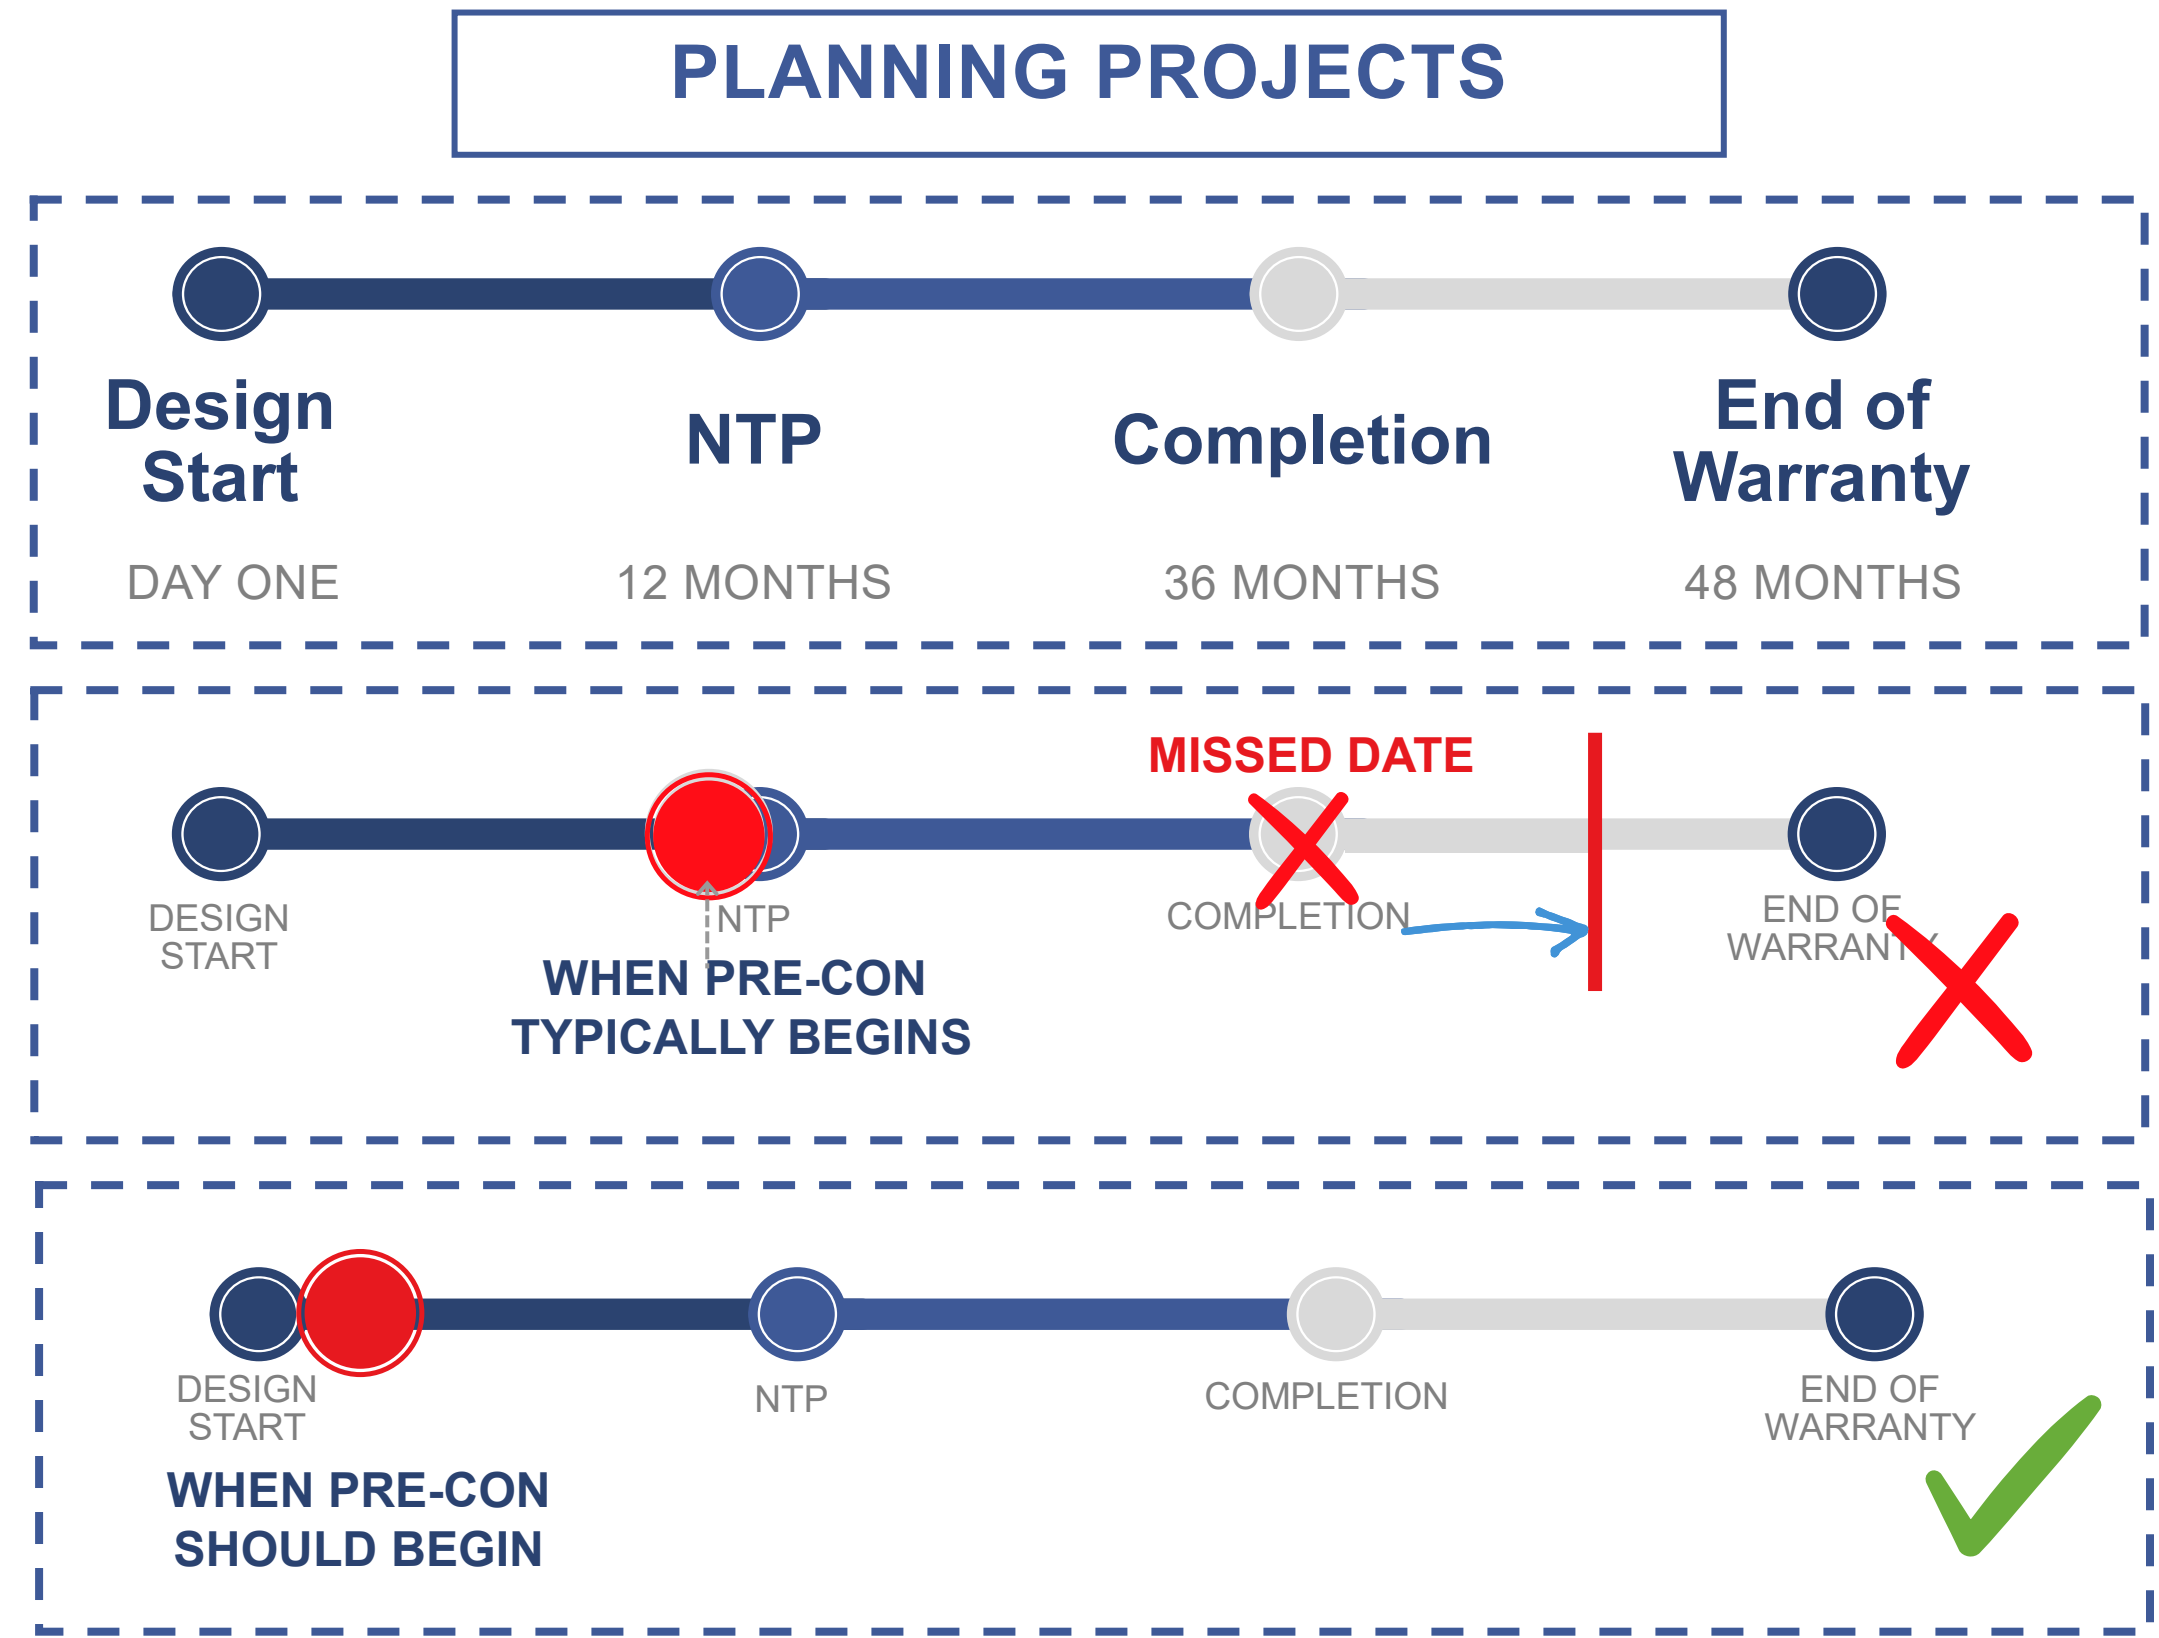 PLANNING PROJECTS
Design
Start
NTP
Completion
End of
Warranty
DAY ONE
12 MONTHS
36 MONTHS
48 MONTHS
MISSED DATE
DESIGN
START
NTP
COMPLETION
END OF
WARRANTY
WHEN PRE-CON
TYPICALLY BEGINS
DESIGN
START
NTP
COMPLETION
END OF
WARRANTY
WHEN PRE-CON
SHOULD BEGIN